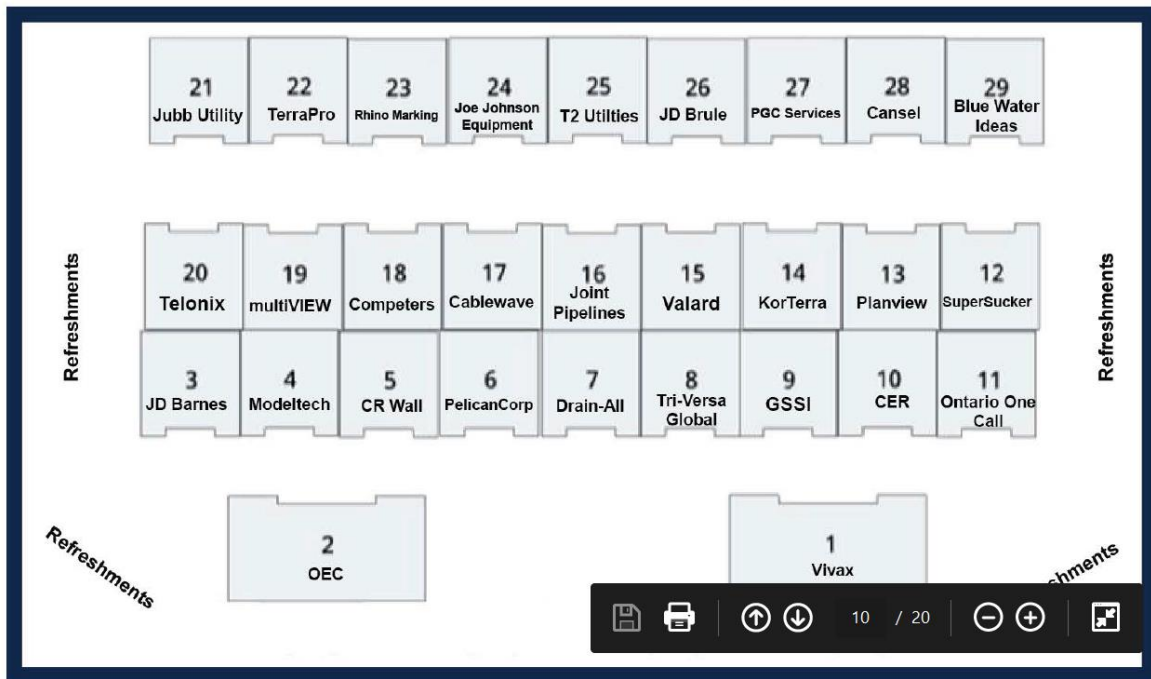 21
Jubb Utility
22
TerraPro
23
Rhino Marking
24
Joe Johnson
Equipment
25
T2 Utilties
26
JD Brule
27
PGC Services
28
Cansel
29
Blue Water
Ideas
Refreshments
20
Telonix
19
multiVIEW
18
Competers
17
Cablewave
16
Joint
Pipelines
15
Valard
14
KorTerra
13
Planview
12
SuperSucker
Refreshments
3
JD Barnes
4
Modeltech
5
CR Wall
6
PelicanCorp
7
Drain-All
8
Tri-Versa
Global
9
GSSI
10
CER
11
Ontario One
Call
Refreshments
2
OEC
1
Vivax
shments
10 / 20